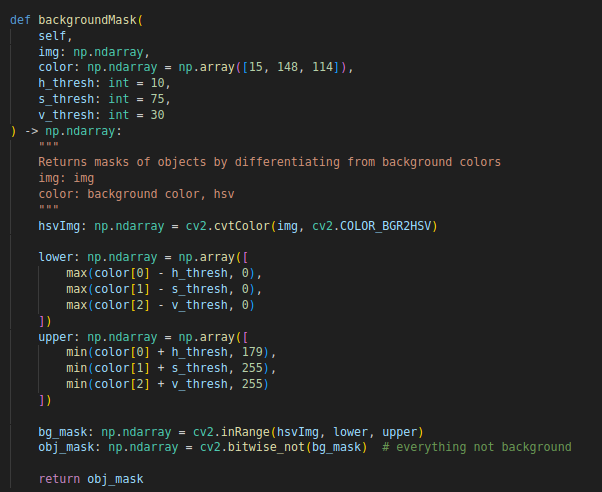 def backgroundMask(
    self,
    img: np.ndarray,
    color: np.ndarray = np.array([15, 148, 114]),
    h_thresh: int = 10,
    s_thresh: int = 75,
    v_thresh: int = 30
) -> np.ndarray:
    """
    Returns masks of objects by differentiating from background colors
    img: img
    color: background color, hsv
    """
    hsvImg: np.ndarray = cv2.cvtColor(img, cv2.COLOR_BGR2HSV)

    lower: np.ndarray = np.array([
        max(color[0] - h_thresh, 0),
        max(color[1] - s_thresh, 0),
        max(color[2] - v_thresh, 0)
    ])
    upper: np.ndarray = np.array([
        min(color[0] + h_thresh, 179),
        min(color[1] + s_thresh, 255),
        min(color[2] + v_thresh, 255)
    ])

    bg_mask: np.ndarray = cv2.inRange(hsvImg, lower, upper)
    obj_mask: np.ndarray = cv2.bitwise_not(bg_mask)  # everything not background

    return obj_mask